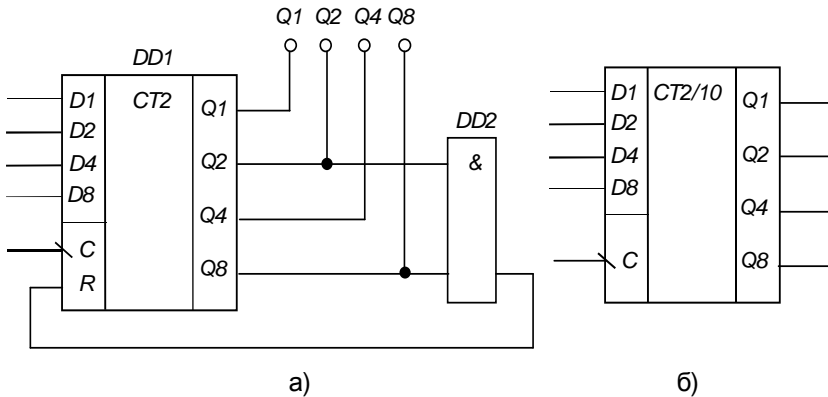 Q1 Q2 Q4 Q8
DD1
D1
D2
D4
D8
C
R
CT2
Q1
Q2
Q4
Q8
DD2
&
а)
D1
D2
D4
D8
C
CT2/10
Q1
Q2
Q4
Q8
б)